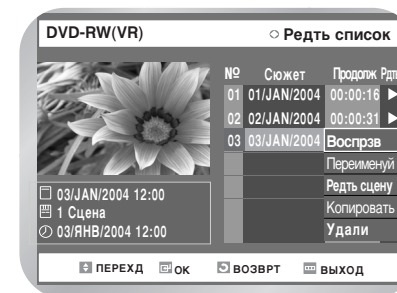 DVD-RW(VR)
Редть список
№ Сюжет Продолж Рдть
01 01/JAN/2004 00:00:16
02 02/JAN/2004 00:00:31
03 03/JAN/2004 Воспрзв
Переименуй
Редть сцену
Копировать
Удали
03/JAN/2004 12:00
1 Сцена
03/ЯНВ/2004 12:00
ПЕРЕХД ОК ВОЗВРТ ВЫХОД